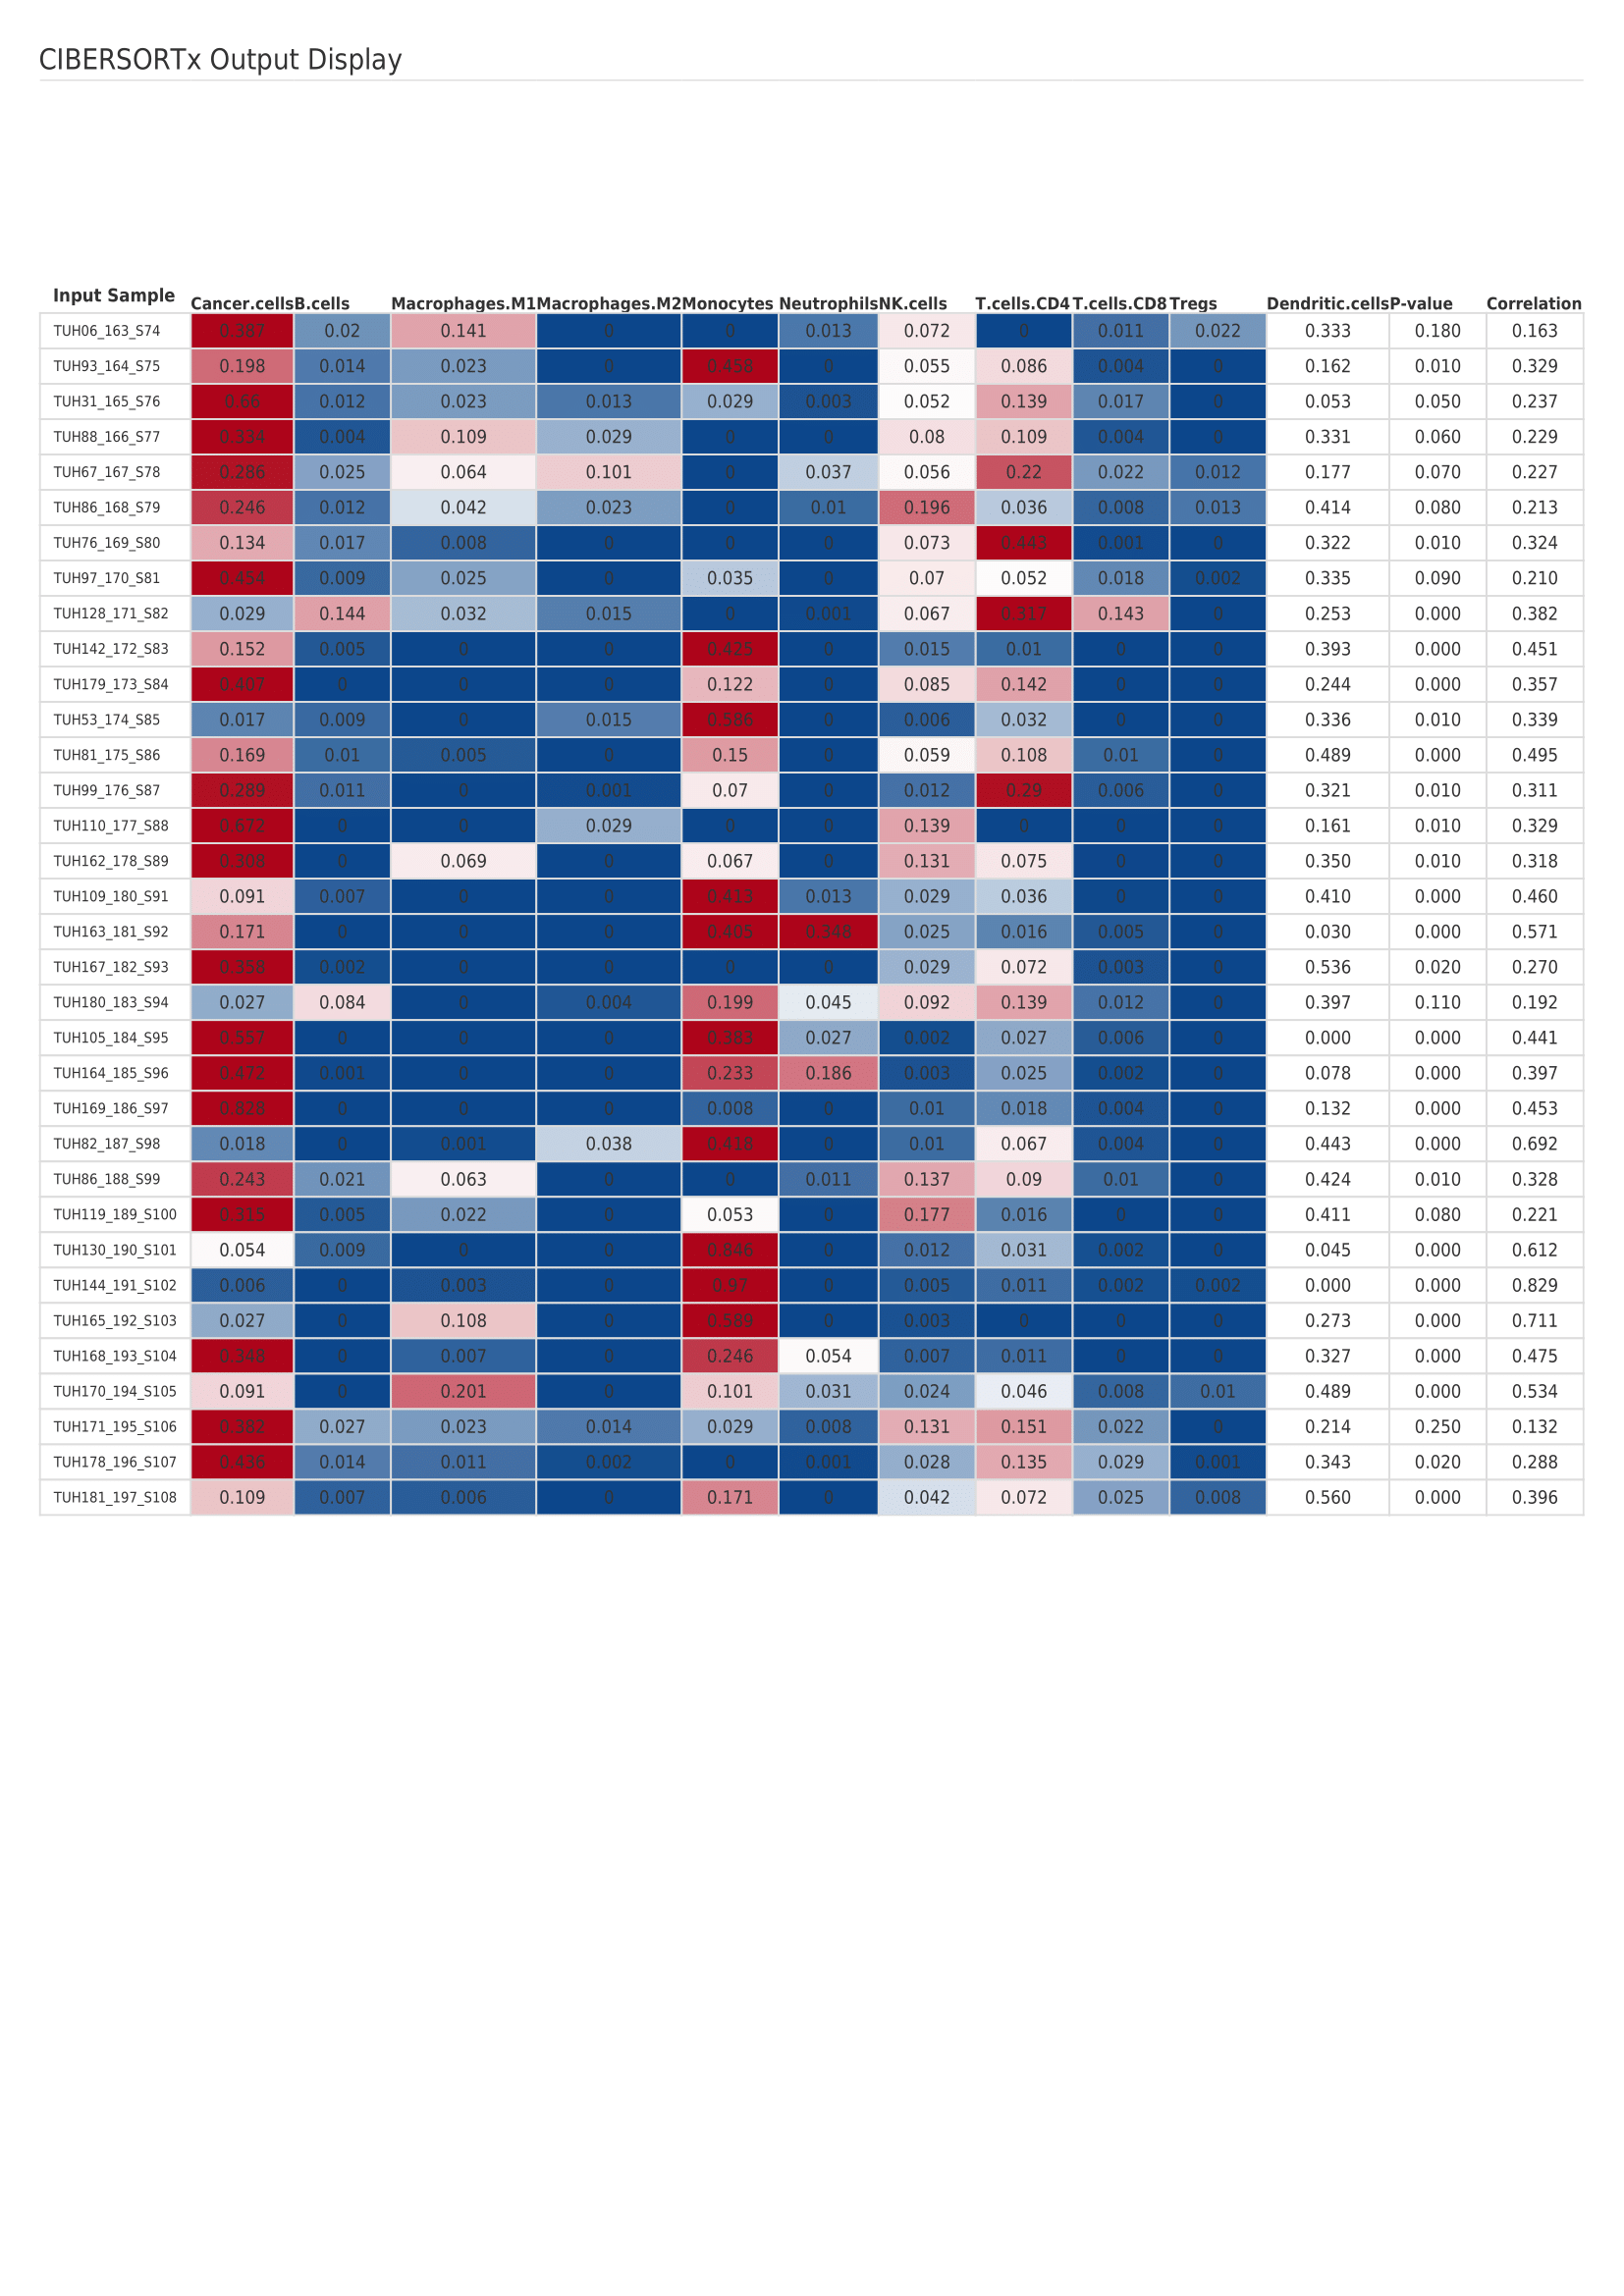 CIBERSORTx Output Display
Input Sample Cancer.cells B.cells Macrophages.M1 Macrophages.M2 Monocytes Neutrophils NK.cells T.cells.CD4 T.cells.CD8 Tregs Dendritic.cells P-value Correlation
TUH06_163_S74 0.387 0.02 0.141 0 0 0.013 0.072 0 0.011 0.022 0.333 0.180 0.163
TUH93_164_S75 0.198 0.014 0.023 0 0.458 0 0.055 0.086 0.004 0 0.162 0.010 0.329
TUH31_165_S76 0.66 0.012 0.023 0.013 0.029 0.003 0.052 0.139 0.017 0 0.053 0.050 0.237
TUH88_166_S77 0.334 0.004 0.109 0.029 0 0 0.08 0.109 0.004 0 0.331 0.060 0.229
TUH67_167_S78 0.286 0.025 0.064 0.101 0 0.037 0.056 0.22 0.022 0.012 0.177 0.070 0.227
TUH86_168_S79 0.246 0.012 0.042 0.023 0 0.01 0.196 0.036 0.008 0.013 0.414 0.080 0.213
TUH76_169_S80 0.134 0.017 0.008 0 0 0 0.073 0.443 0.001 0 0.322 0.010 0.324
TUH97_170_S81 0.454 0.009 0.025 0 0.035 0 0.07 0.052 0.018 0.002 0.335 0.090 0.210
TUH128_171_S82 0.029 0.144 0.032 0.015 0 0.001 0.067 0.317 0.143 0 0.253 0.000 0.382
TUH142_172_S83 0.152 0.005 0 0 0.425 0 0.015 0.01 0 0 0.393 0.000 0.451
TUH179_173_S84 0.407 0 0 0 0.122 0 0.085 0.142 0 0 0.244 0.000 0.357
TUH53_174_S85 0.017 0.009 0 0.015 0.586 0 0.006 0.032 0 0 0.336 0.010 0.339
TUH81_175_S86 0.169 0.01 0.005 0 0.15 0 0.059 0.108 0.01 0 0.489 0.000 0.495
TUH99_176_S87 0.289 0.011 0 0.001 0.07 0 0.012 0.29 0.006 0 0.321 0.010 0.311
TUH110_177_S88 0.672 0 0 0.029 0 0 0.139 0 0 0 0.161 0.010 0.329
TUH162_178_S89 0.308 0 0.069 0 0.067 0 0.131 0.075 0 0 0.350 0.010 0.318
TUH109_180_S91 0.091 0.007 0 0 0.413 0.013 0.029 0.036 0 0 0.410 0.000 0.460
TUH163_181_S92 0.171 0 0 0 0.405 0.348 0.025 0.016 0.005 0 0.030 0.000 0.571
TUH167_182_S93 0.358 0.002 0 0 0 0 0.029 0.072 0.003 0 0.536 0.020 0.270
TUH180_183_S94 0.027 0.084 0 0.004 0.199 0.045 0.092 0.139 0.012 0 0.397 0.110 0.192
TUH105_184_S95 0.557 0 0 0 0.383 0.027 0.002 0.027 0.006 0 0.000 0.000 0.441
TUH164_185_S96 0.472 0.001 0 0 0.233 0.186 0.003 0.025 0.002 0 0.078 0.000 0.397
TUH169_186_S97 0.828 0 0 0 0.008 0 0.01 0.018 0.004 0 0.132 0.000 0.453
TUH82_187_S98 0.018 0 0.001 0.038 0.418 0 0.01 0.067 0.004 0 0.443 0.000 0.692
TUH86_188_S99 0.243 0.021 0.063 0 0 0.011 0.137 0.09 0.01 0 0.424 0.010 0.328
TUH119_189_S100 0.315 0.005 0.022 0 0.053 0 0.177 0.016 0 0 0.411 0.080 0.221
TUH130_190_S101 0.054 0.009 0 0 0.846 0 0.012 0.031 0.002 0 0.045 0.000 0.612
TUH144_191_S102 0.006 0 0.003 0 0.97 0 0.005 0.011 0.002 0.002 0.000 0.000 0.829
TUH165_192_S103 0.027 0 0.108 0 0.589 0 0.003 0 0 0 0.273 0.000 0.711
TUH168_193_S104 0.348 0 0.007 0 0.246 0.054 0.007 0.011 0 0 0.327 0.000 0.475
TUH170_194_S105 0.091 0 0.201 0 0.101 0.031 0.024 0.046 0.008 0.01 0.489 0.000 0.534
TUH171_195_S106 0.382 0.027 0.023 0.014 0.029 0.008 0.131 0.151 0.022 0 0.214 0.250 0.132
TUH178_196_S107 0.436 0.014 0.011 0.002 0 0.001 0.028 0.135 0.029 0.001 0.343 0.020 0.288
TUH181_197_S108 0.109 0.007 0.006 0 0.171 0 0.042 0.072 0.025 0.008 0.560 0.000 0.396